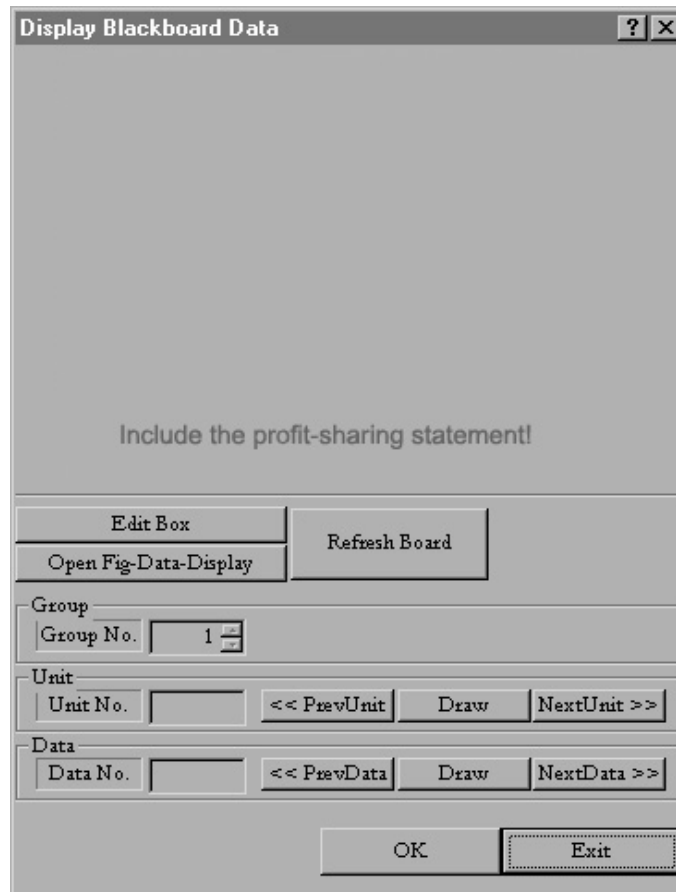 Display Blackboard Data ? X
Include the profit-sharing statement!
Edit Box
Refresh Board
Open Fig-Data-Display
Group
Group No. 1
Unit
Unit No. << PrevUnit Draw NextUnit >>
Data
Data No. << PrevData Draw NextData >>
OK Exit